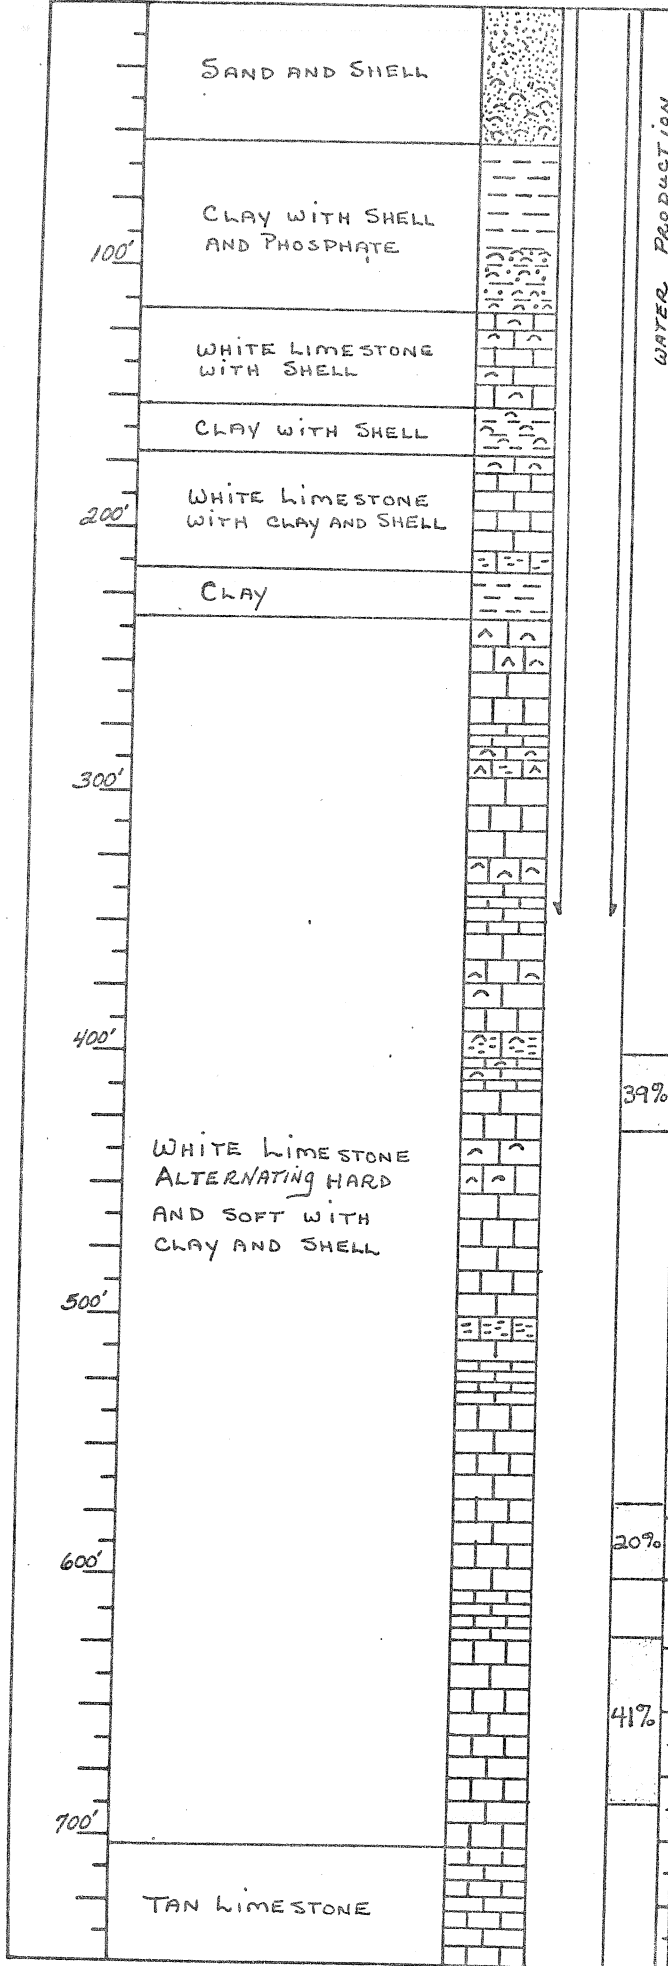 SAND AND SHELL
WATER PRODUCTION
CLAY WITH SHELL
AND PHOSPHATE
100'
WHITE LIMESTONE
WITH SHELL
CLAY WITH SHELL
WHITE LIMESTONE
WITH CLAY AND SHELL
200'
CLAY
300'
400'
39%
WHITE LIMESTONE
ALTERNATING HARD
AND SOFT WITH
CLAY AND SHELL
500'
20%
600'
41%
700'
TAN LIMESTONE